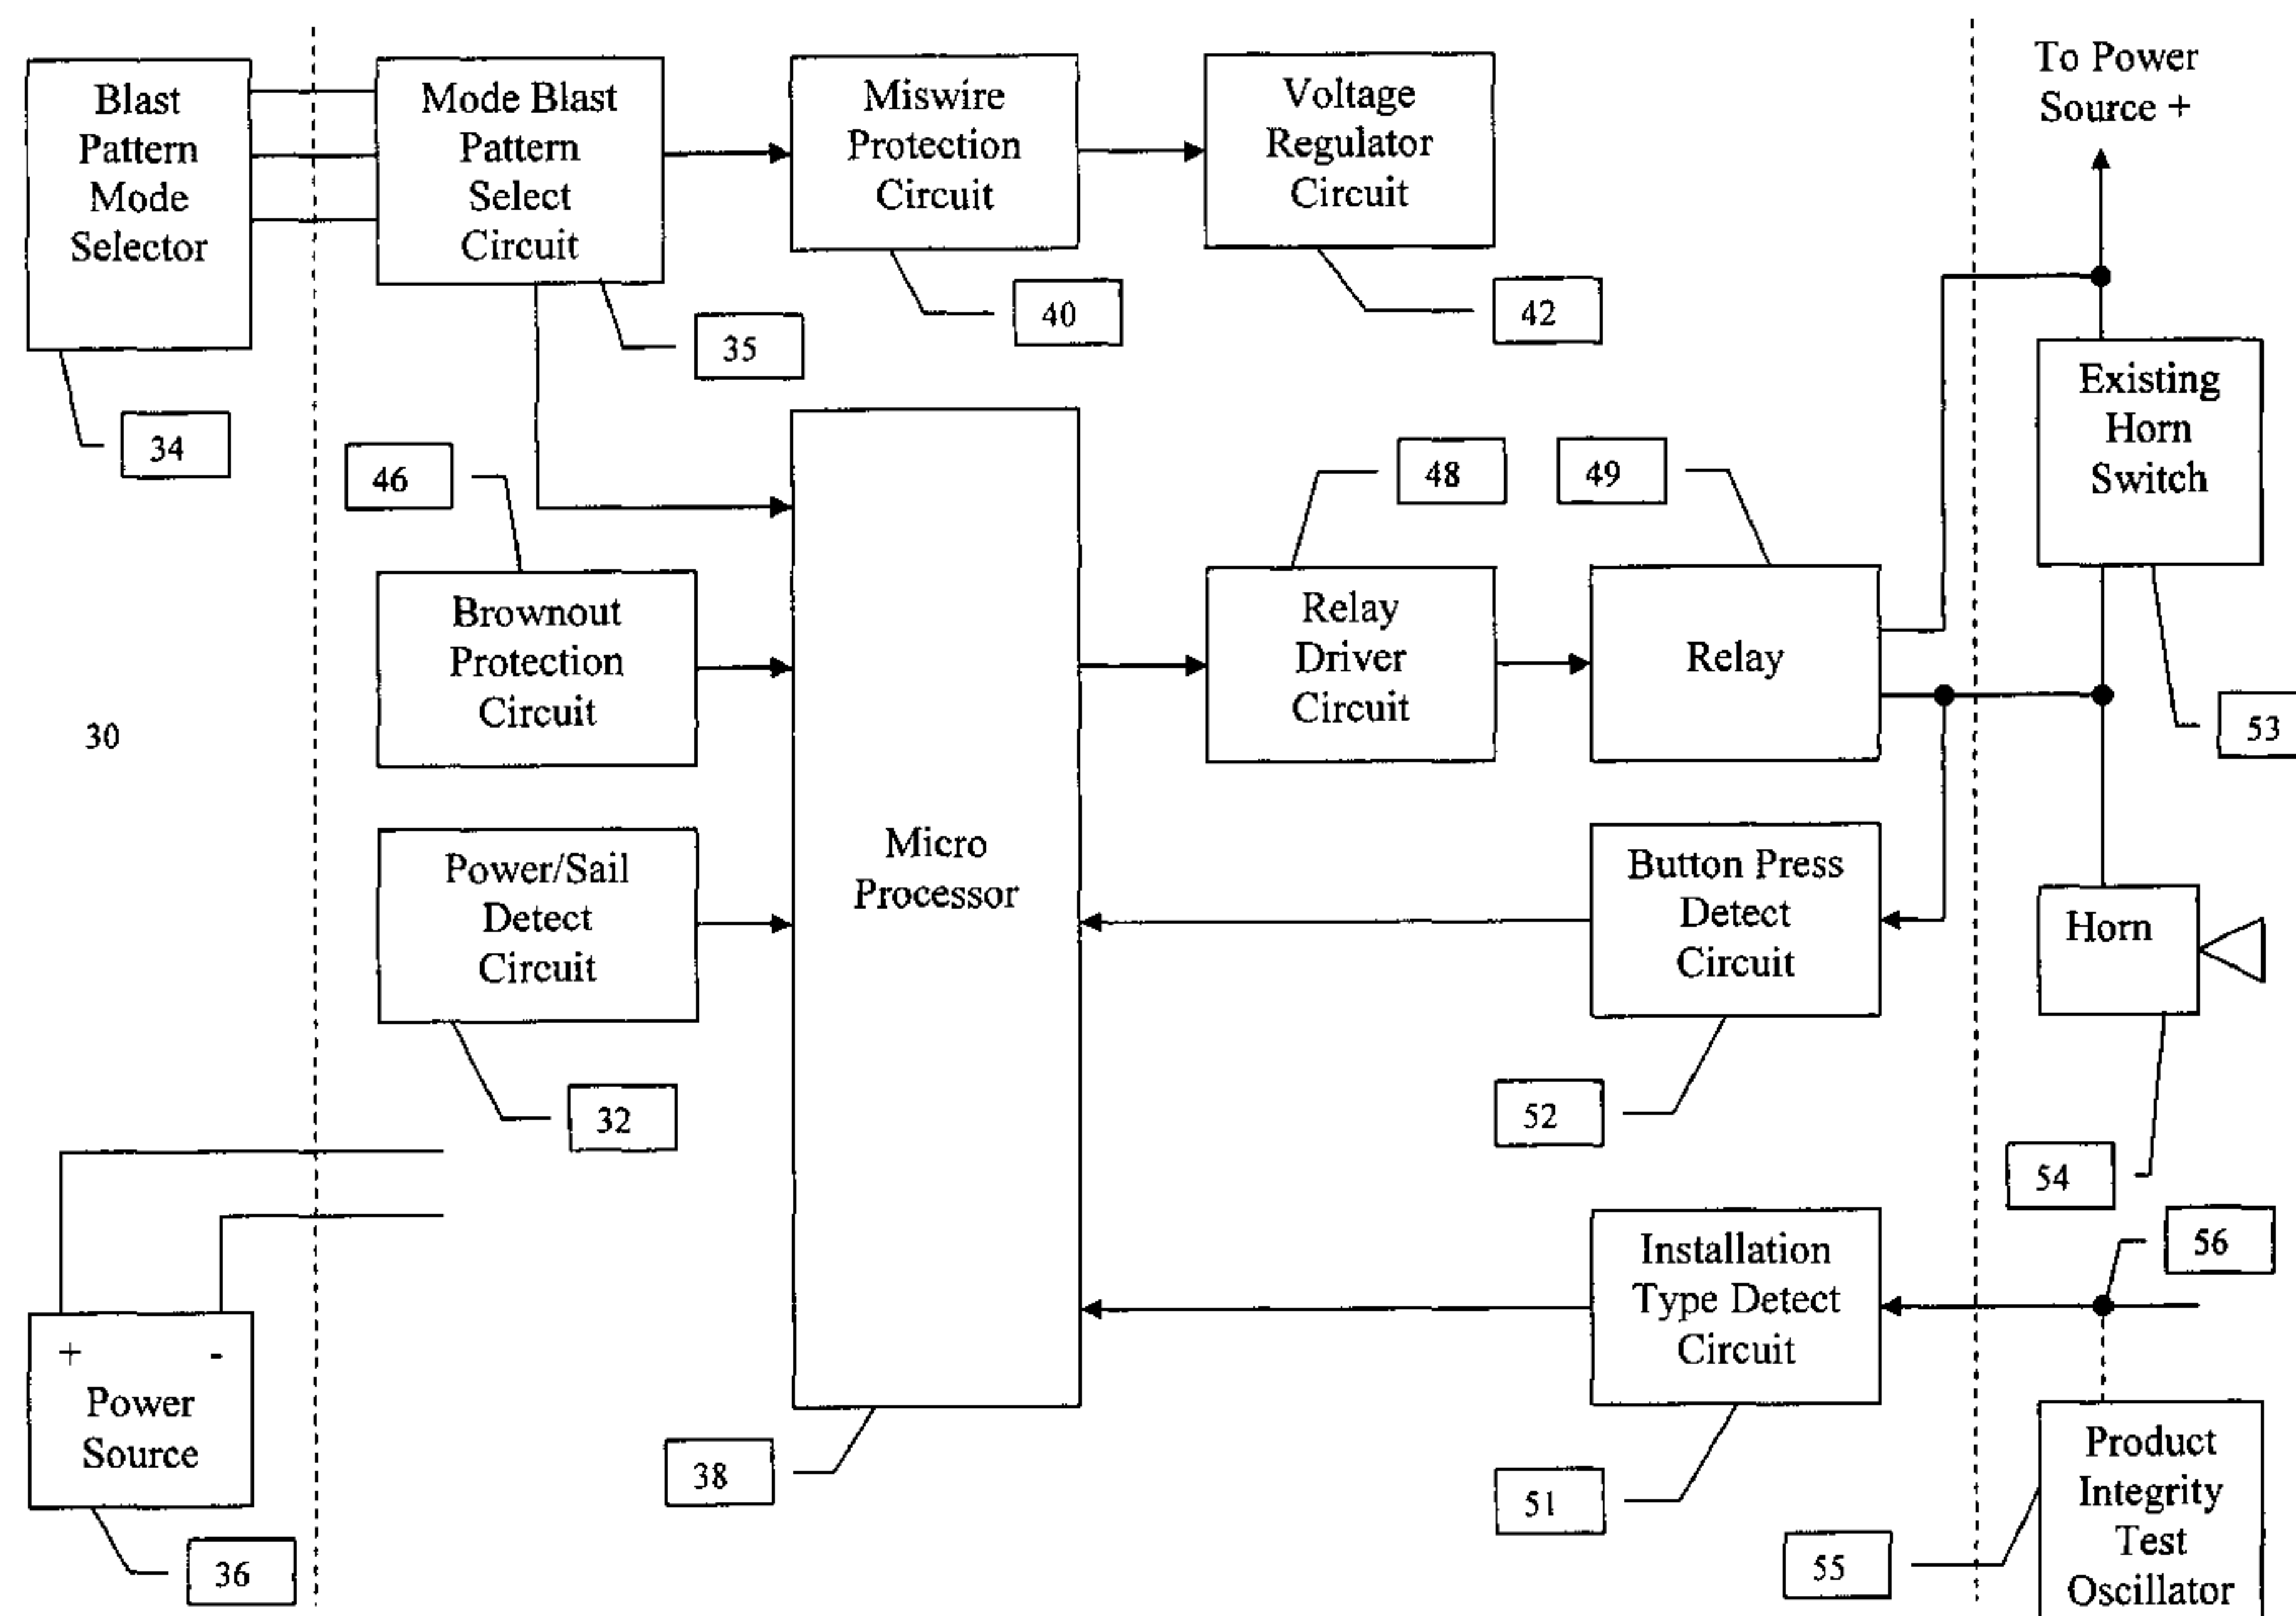 Blast
Pattern
Mode
Selector
34
Mode Blast
Pattern
Select
Circuit
35
Miswire
Protection
Circuit
40
Voltage
Regulator
Circuit
42
To Power
Source +
Existing
Horn
Switch
53
46
Brownout
Protection
Circuit
30
Power/Sail
Detect
Circuit
32
Micro
Processor
38
48
Relay
Driver
Circuit
49
Relay
Button Press
Detect
Circuit
52
Horn
54
56
Installation
Type Detect
Circuit
51
+ -
Power
Source
36
Product
Integrity
Test
Oscillator
55